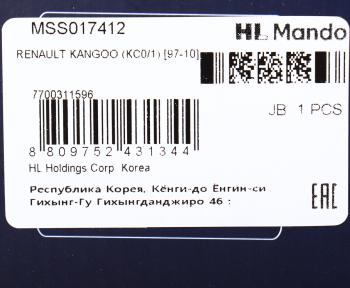 MSS017412
HL Mando
RENAULT KANGOO (KC0/1) [97-10]
7700311596
JB 1 PCS
8 809752 431344
HL Holdings Corp Korea
Республика Корея, Кёнги-до Ёнгин-си
Гихынг-Гу Гихынгданджиро 46 :
EAC